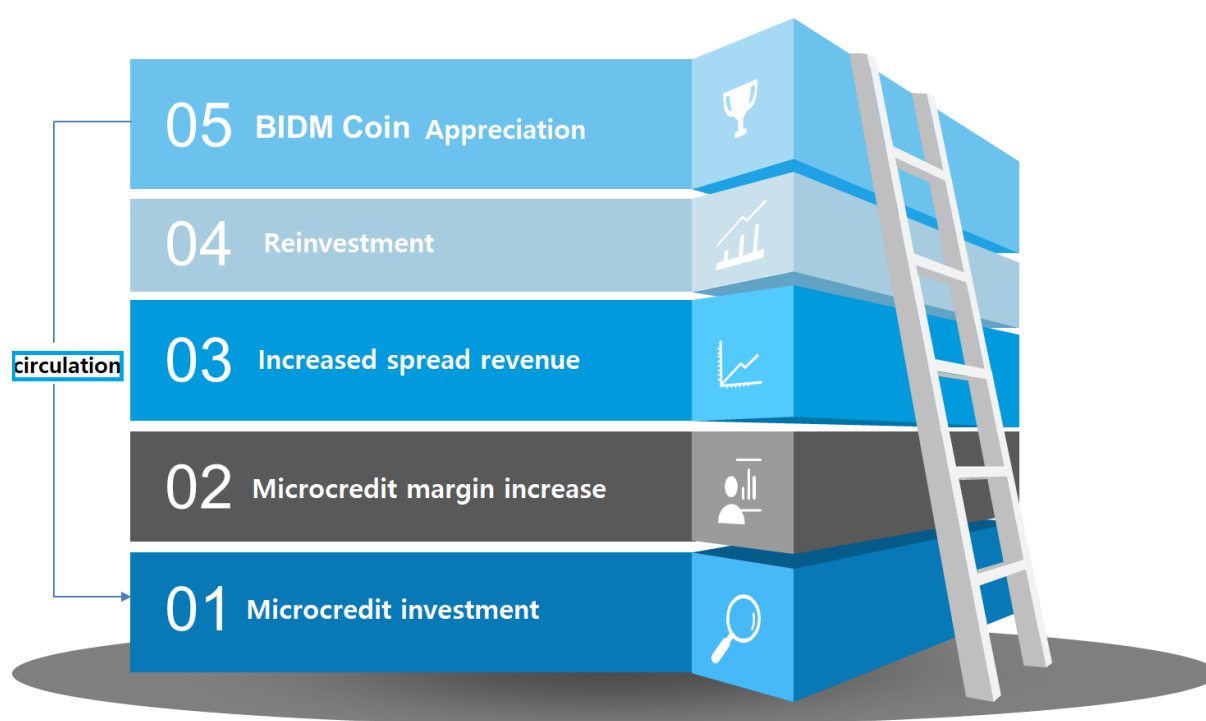 05 BIDM Coin Appreciation
04 Reinvestment
03 Increased spread revenue
circulation
02 Microcredit margin increase
01 Microcredit investment